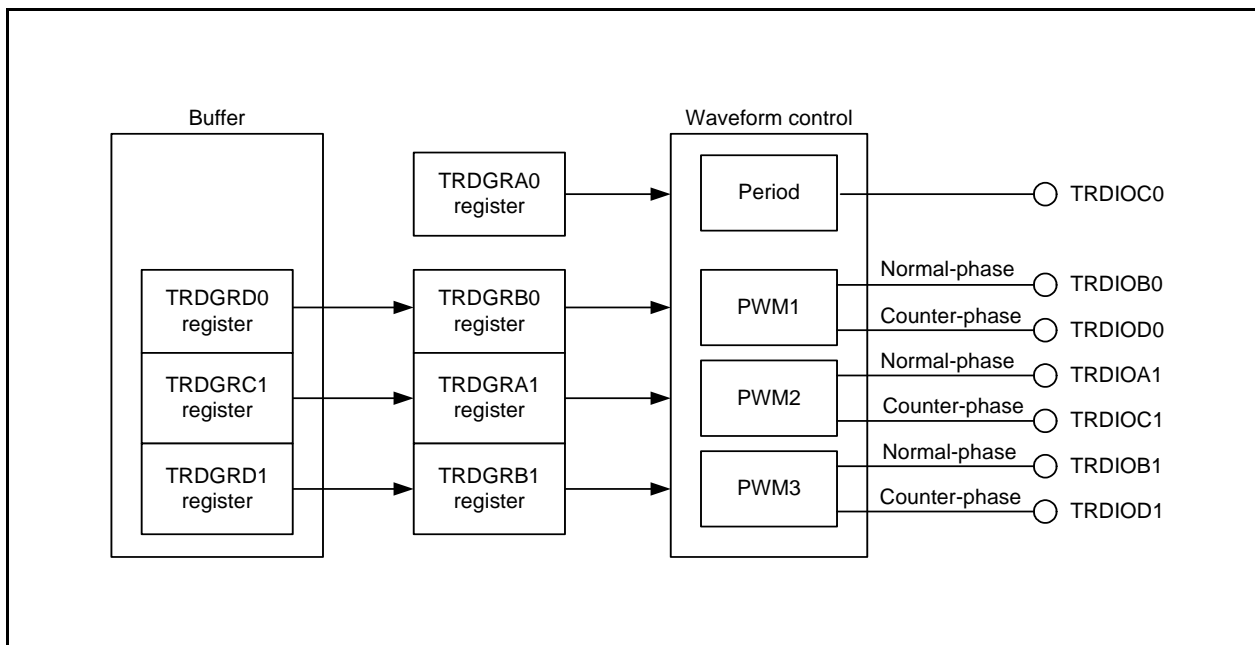 Buffer
Waveform control
TRDGRA0
register
Period
TRDIOC0
TRDGRD0
register
TRDGRB0
register
PWM1
Normal-phase
TRDIOB0
Counter-phase
TRDIOD0
TRDGRC1
register
TRDGRA1
register
PWM2
Normal-phase
TRDIOA1
Counter-phase
TRDIOC1
TRDGRD1
register
TRDGRB1
register
PWM3
Normal-phase
TRDIOB1
Counter-phase
TRDIOD1